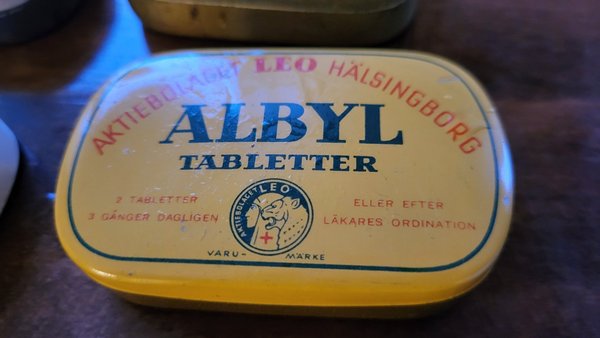 AKTIEBOLAGET LEO HÄLSINGBORG
ALBYL
TABLETTER
2 TABLETTER
3 GÅNGER DAGLIGEN
AKTIEBOLAGET LEO
ELLER EFTER
LÄKARES ORDINATION
VARU- MÄRKE